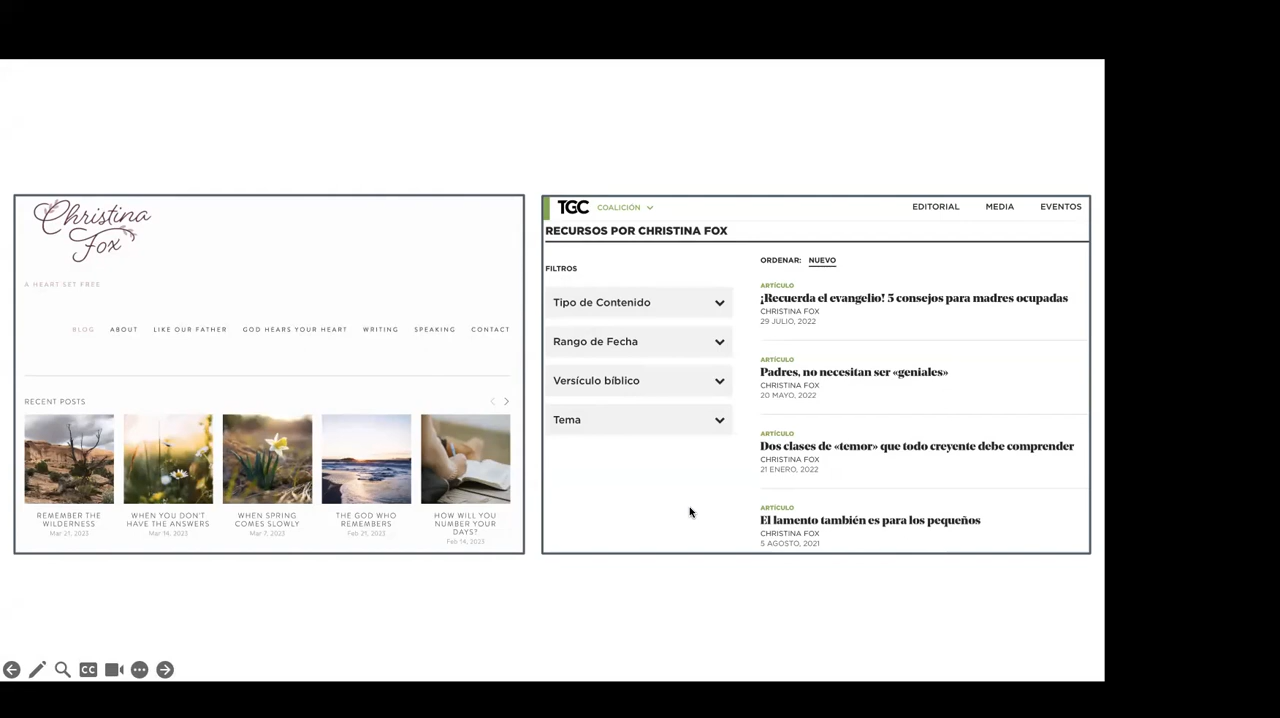 Christina
Fox
A HEART SET FREE
BLOG ABOUT LIKE OUR FATHER GOD HEARS YOUR HEART WRITING SPEAKING CONTACT
RECENT POSTS
REMEMBER THE
WILDERNESS
Mar 21, 2023
WHEN YOU DON'T
HAVE THE ANSWERS
Mar 14, 2023
WHEN SPRING
COMES SLOWLY
Mar 7, 2023
THE GOD WHO
REMEMBERS
Feb 21, 2023
HOW WILL YOU
NUMBER YOUR
DAYS?
Feb 14, 2023
TGC COALICIÓN EDITORIAL MEDIA EVENTOS
RECURSOS POR CHRISTINA FOX
FILTROS
Tipo de Contenido
Rango de Fecha
Versículo bíblico
Tema
ORDENAR: NUEVO
ARTÍCULO
¡Recuerda el evangelio! 5 consejos para madres ocupadas
CHRISTINA FOX
29 JULIO, 2022
ARTÍCULO
Padres, no necesitan ser «geniales»
CHRISTINA FOX
20 MAYO, 2022
ARTÍCULO
Dos clases de «temor» que todo creyente debe comprender
CHRISTINA FOX
21 ENERO, 2022
ARTÍCULO
El lamento también es para los pequeños
CHRISTINA FOX
5 AGOSTO, 2021
CC